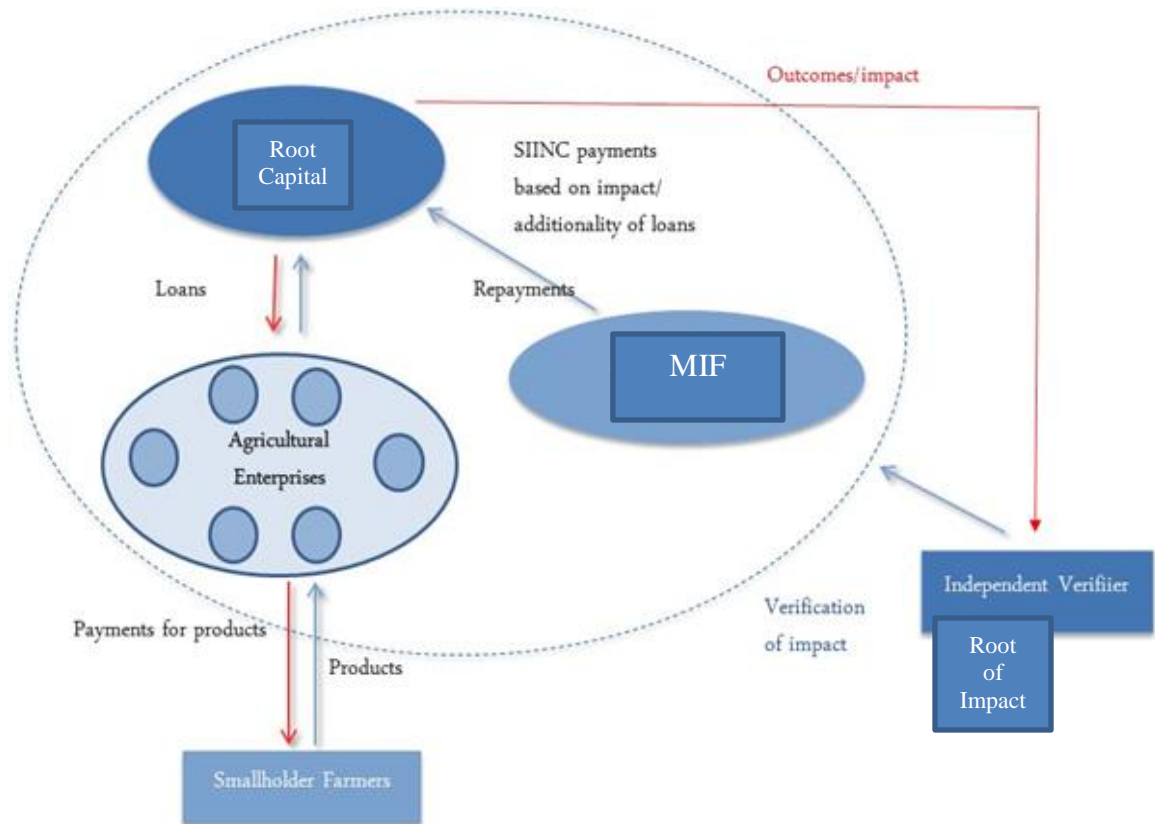 Outcomes/impact
Root
Capital
SIINC payments
based on impact/
additionality of loans
Loans
Repayments
MIF
Agricultural
Enterprises
Independent Verifiier
Root
of
Impact
Verification
of impact
Payments for products
Products
Smallholder Farmers